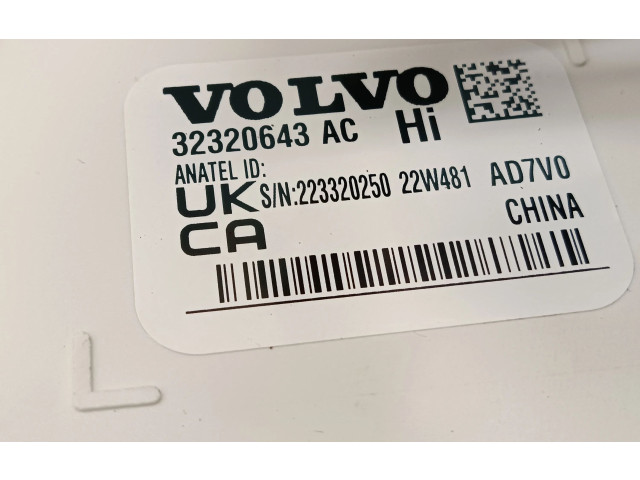 VOLVO
32320643 AC Hi
ANATEL ID:
UK S/N:223320250 22W481 AD7V0
CA CHINA
L